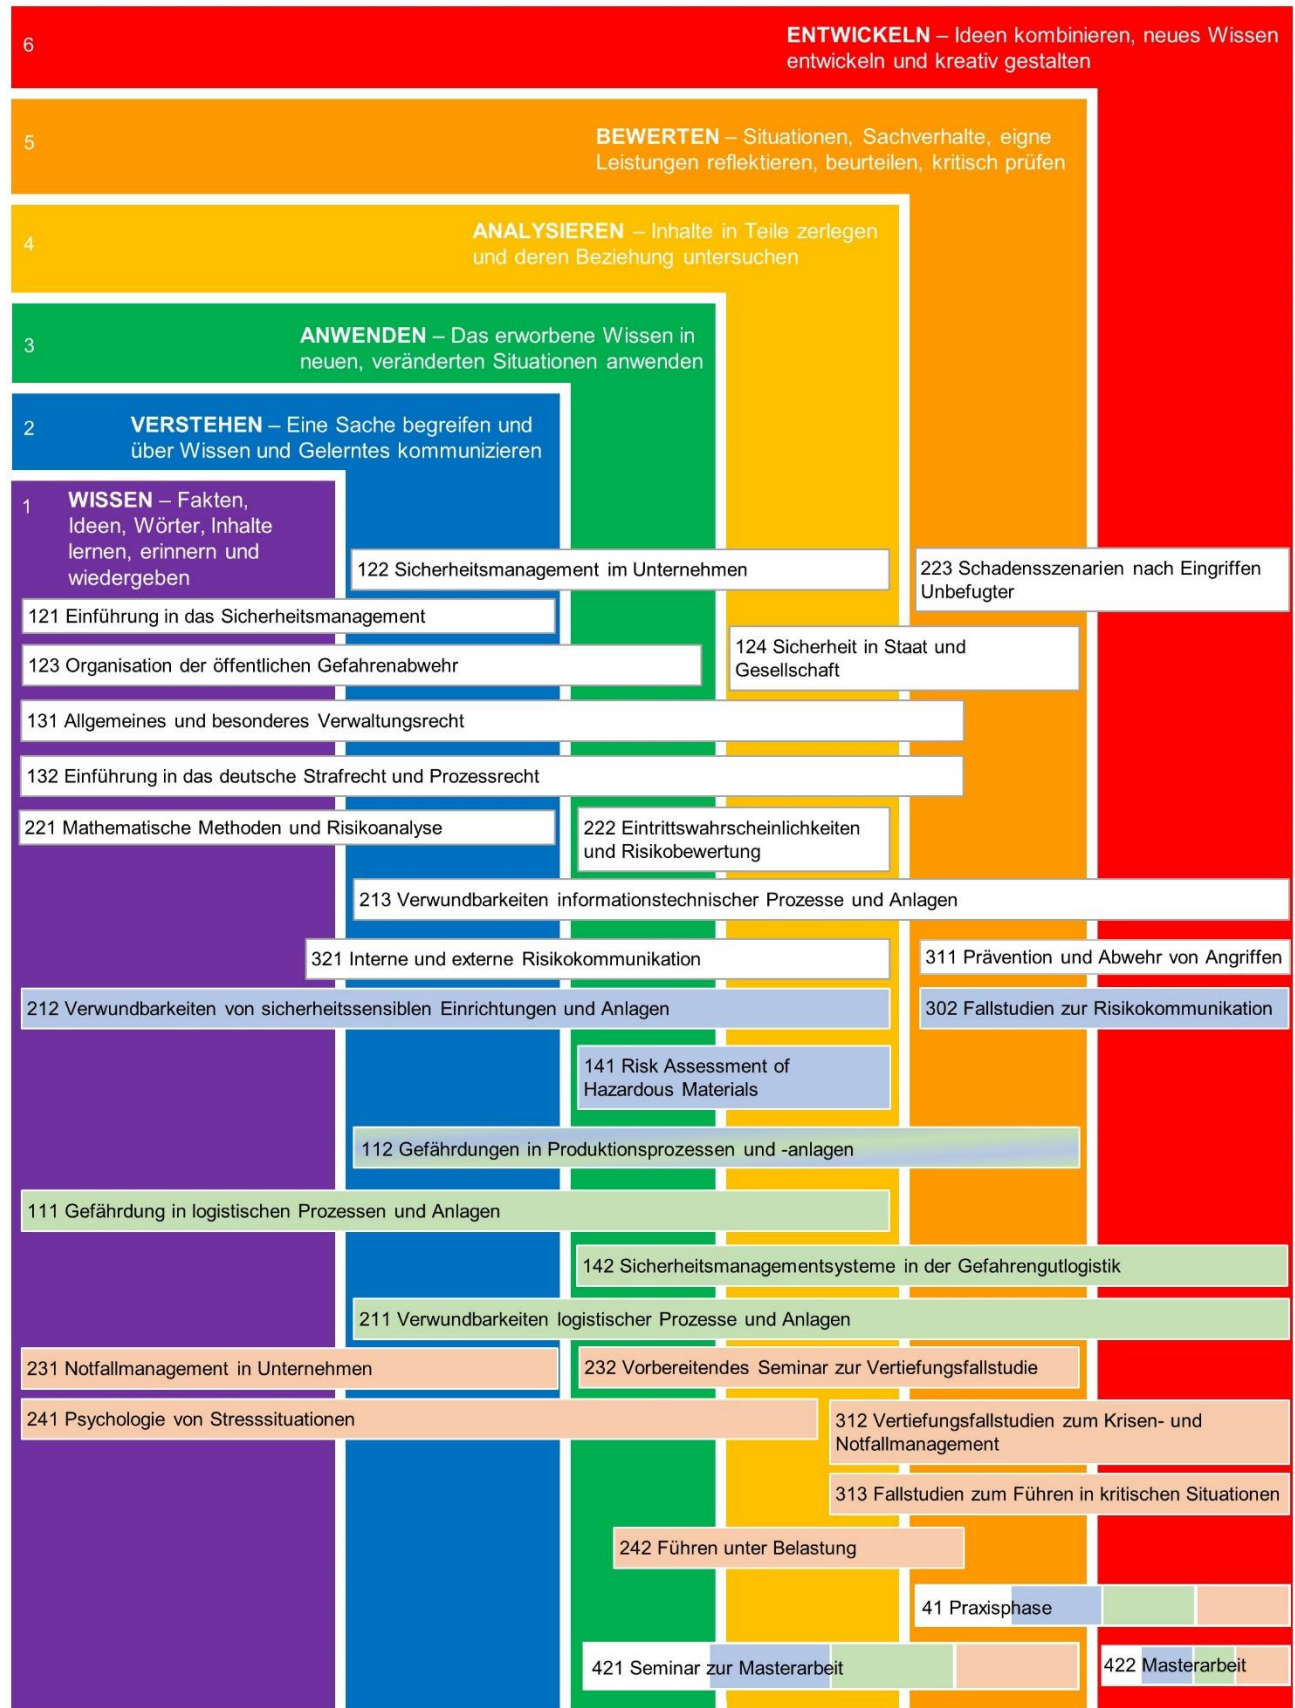 6
ENTWICKELN – Ideen kombinieren, neues Wissen
entwickeln und kreativ gestalten
5
BEWERTEN – Situationen, Sachverhalte, eigne
Leistungen reflektieren, beurteilen, kritisch prüfen
4
ANALYSIEREN – Inhalte in Teile zerlegen
und deren Beziehung untersuchen
3
ANWENDEN – Das erworbene Wissen in
neuen, veränderten Situationen anwenden
2
VERSTEHEN – Eine Sache begreifen und
über Wissen und Gelerntes kommunizieren
1
WISSEN – Fakten,
Ideen, Wörter, Inhalte
lernen, erinnern und
wiedergeben
122 Sicherheitsmanagement im Unternehmen
223 Schadensszenarien nach Eingriffen
Unbefugter
121 Einführung in das Sicherheitsmanagement
123 Organisation der öffentlichen Gefahrenabwehr
124 Sicherheit in Staat und
Gesellschaft
131 Allgemeines und besonderes Verwaltungsrecht
132 Einführung in das deutsche Strafrecht und Prozessrecht
221 Mathematische Methoden und Risikoanalyse
222 Eintrittswahrscheinlichkeiten
und Risikobewertung
213 Verwundbarkeiten informationstechnischer Prozesse und Anlagen
321 Interne und externe Risikokommunikation
311 Prävention und Abwehr von Angriffen
212 Verwundbarkeiten von sicherheitssensiblen Einrichtungen und Anlagen
302 Fallstudien zur Risikokommunikation
141 Risk Assessment of
Hazardous Materials
112 Gefährdungen in Produktionsprozessen und -anlagen
111 Gefährdung in logistischen Prozessen und Anlagen
142 Sicherheitsmanagementsysteme in der Gefahrengutlogistik
211 Verwundbarkeiten logistischer Prozesse und Anlagen
231 Notfallmanagement in Unternehmen
232 Vorbereitendes Seminar zur Vertiefungsfallstudie
241 Psychologie von Stresssituationen
312 Vertiefungsfallstudien zum Krisen- und
Notfallmanagement
313 Fallstudien zum Führen in kritischen Situationen
242 Führen unter Belastung
41 Praxisphase
421 Seminar zur Masterarbeit
422 Masterarbeit